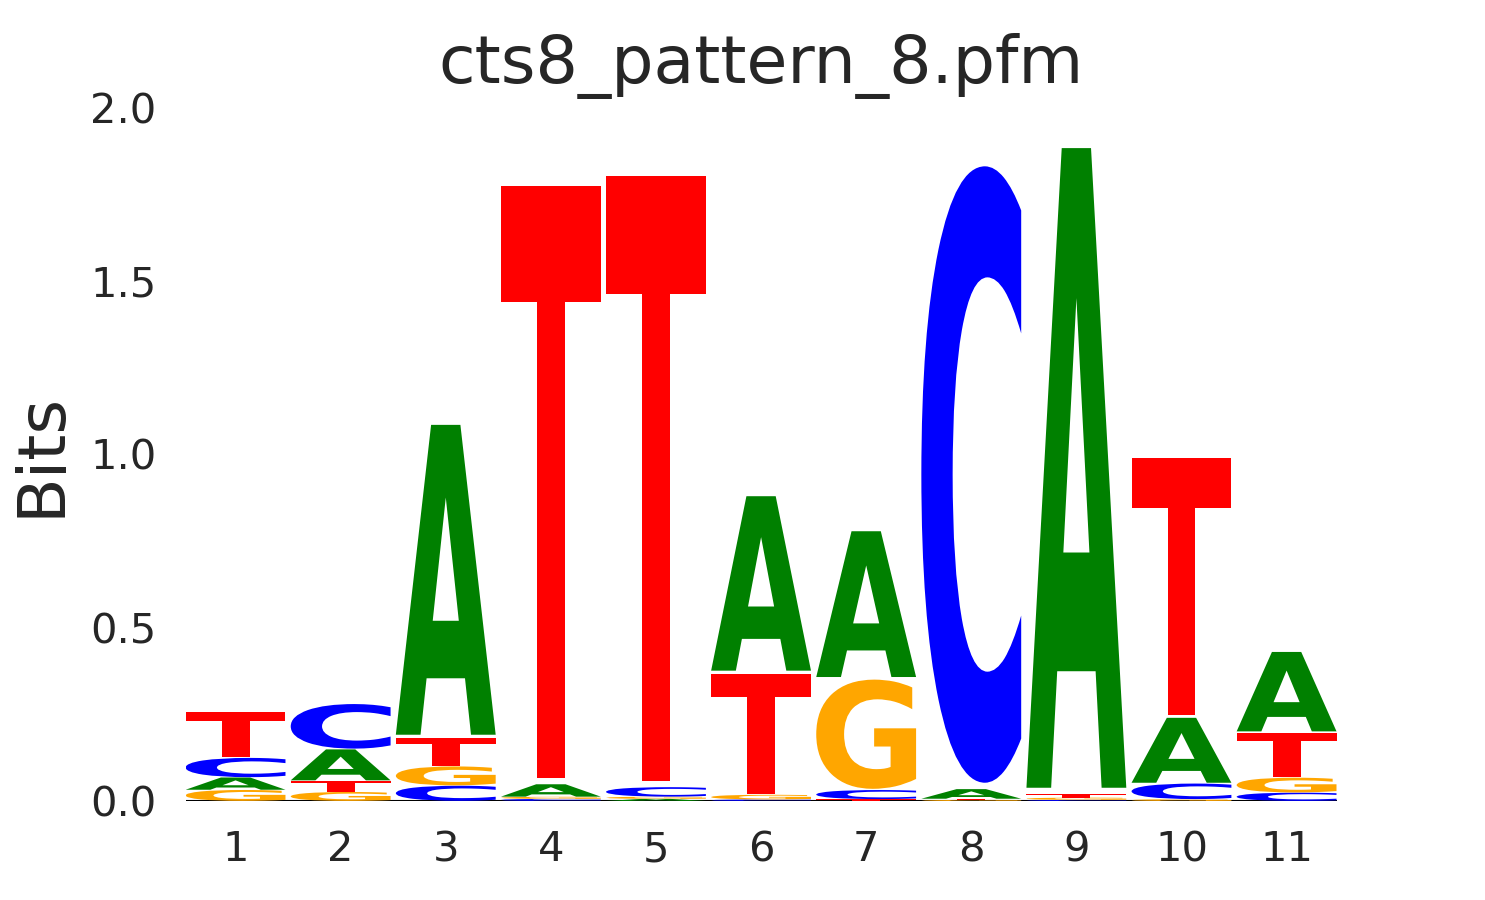 cts8_pattern_8.pfm
2.0
1.5
1.0
0.5
0.0
Bits
T C A T T A A C A T A
C A T A C T G A T A T
A T G G C G
G G C C C
1 2 3 4 5 6 7 8 9 10 11